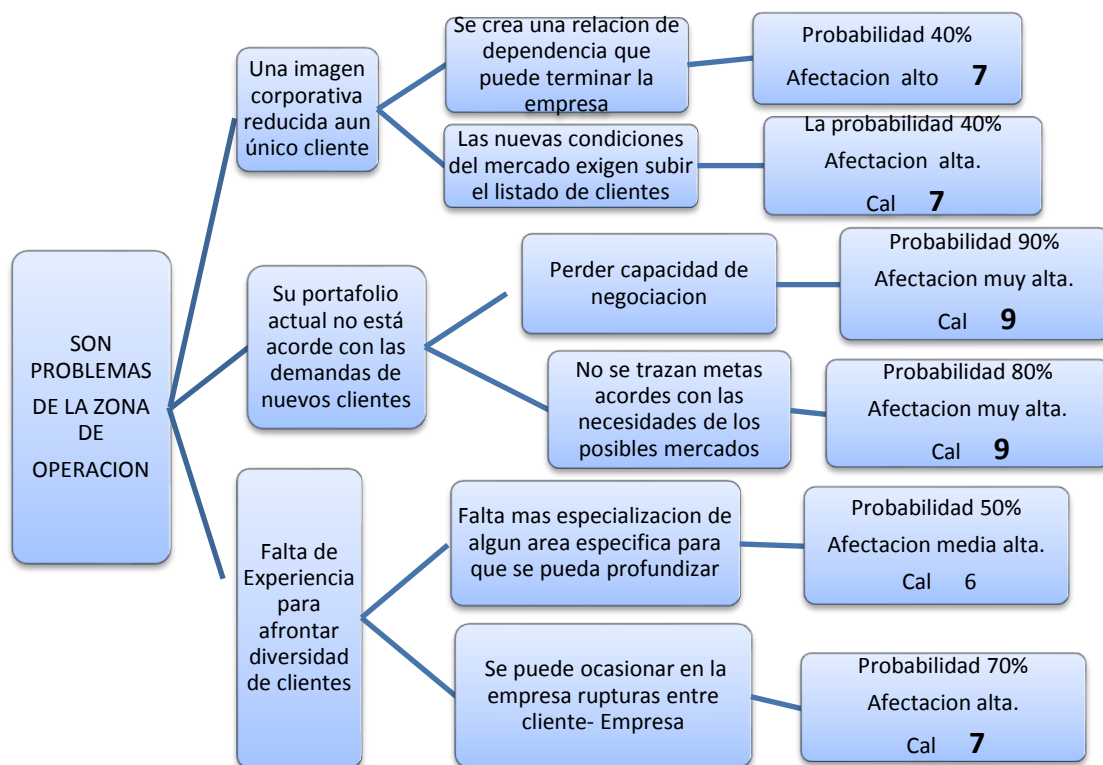 SON
PROBLEMAS
DE LA ZONA
DE
OPERACION
Una imagen
corporativa
reducida aun
único cliente
Se crea una relacion de
dependencia que
puede terminar la
empresa
Probabilidad 40%
Afectacion alto 7
Las nuevas condiciones
del mercado exigen subir
el listado de clientes
La probabilidad 40%
Afectacion alta.
Cal 7
Su portafolio
actual no está
acorde con las
demandas de
nuevos clientes
Perder capacidad de
negociacion
Probabilidad 90%
Afectacion muy alta.
Cal 9
No se trazan metas
acordes con las
necesidades de los
posibles mercados
Probabilidad 80%
Afectacion muy alta.
Cal 9
Falta de
Experiencia
para
afrontar
diversidad
de clientes
Falta mas especializacion de
algun area especifica para
que se pueda profundizar
Probabilidad 50%
Afectacion media alta.
Cal 6
Se puede ocasionar en la
empresa rupturas entre
cliente- Empresa
Probabilidad 70%
Afectacion alta.
Cal 7